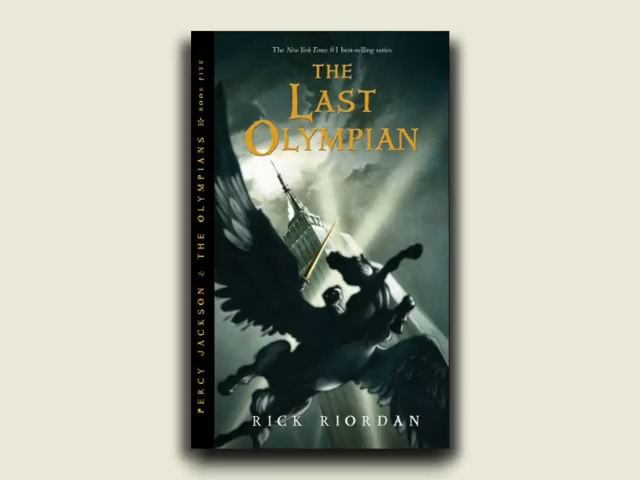 The New York Times #1 best-selling series
THE
LAST
OLYMPIAN
PERCY JACKSON & THE OLYMPIANS BOOK FIVE
RICK RIORDAN